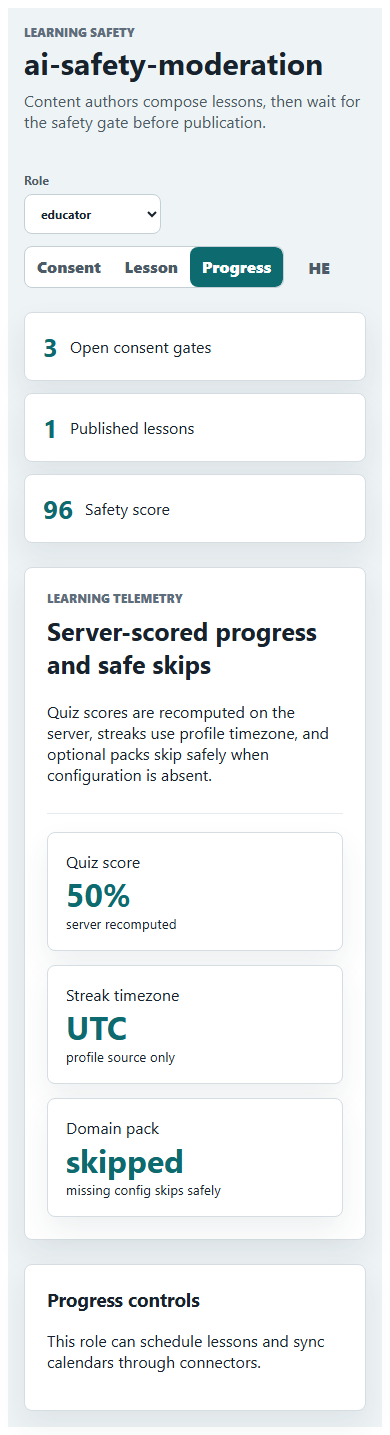 LEARNING SAFETY
ai-safety-moderation
Content authors compose lessons, then wait for
the safety gate before publication.
Role
educator
Consent Lesson Progress HE
3 Open consent gates
1 Published lessons
96 Safety score
LEARNING TELEMETRY
Server-scored progress
and safe skips
Quiz scores are recomputed on the
server, streaks use profile timezone, and
optional packs skip safely when
configuration is absent.
Quiz score
50%
server recomputed
Streak timezone
UTC
profile source only
Domain pack
skipped
missing config skips safely
Progress controls
This role can schedule lessons and sync
calendars through connectors.